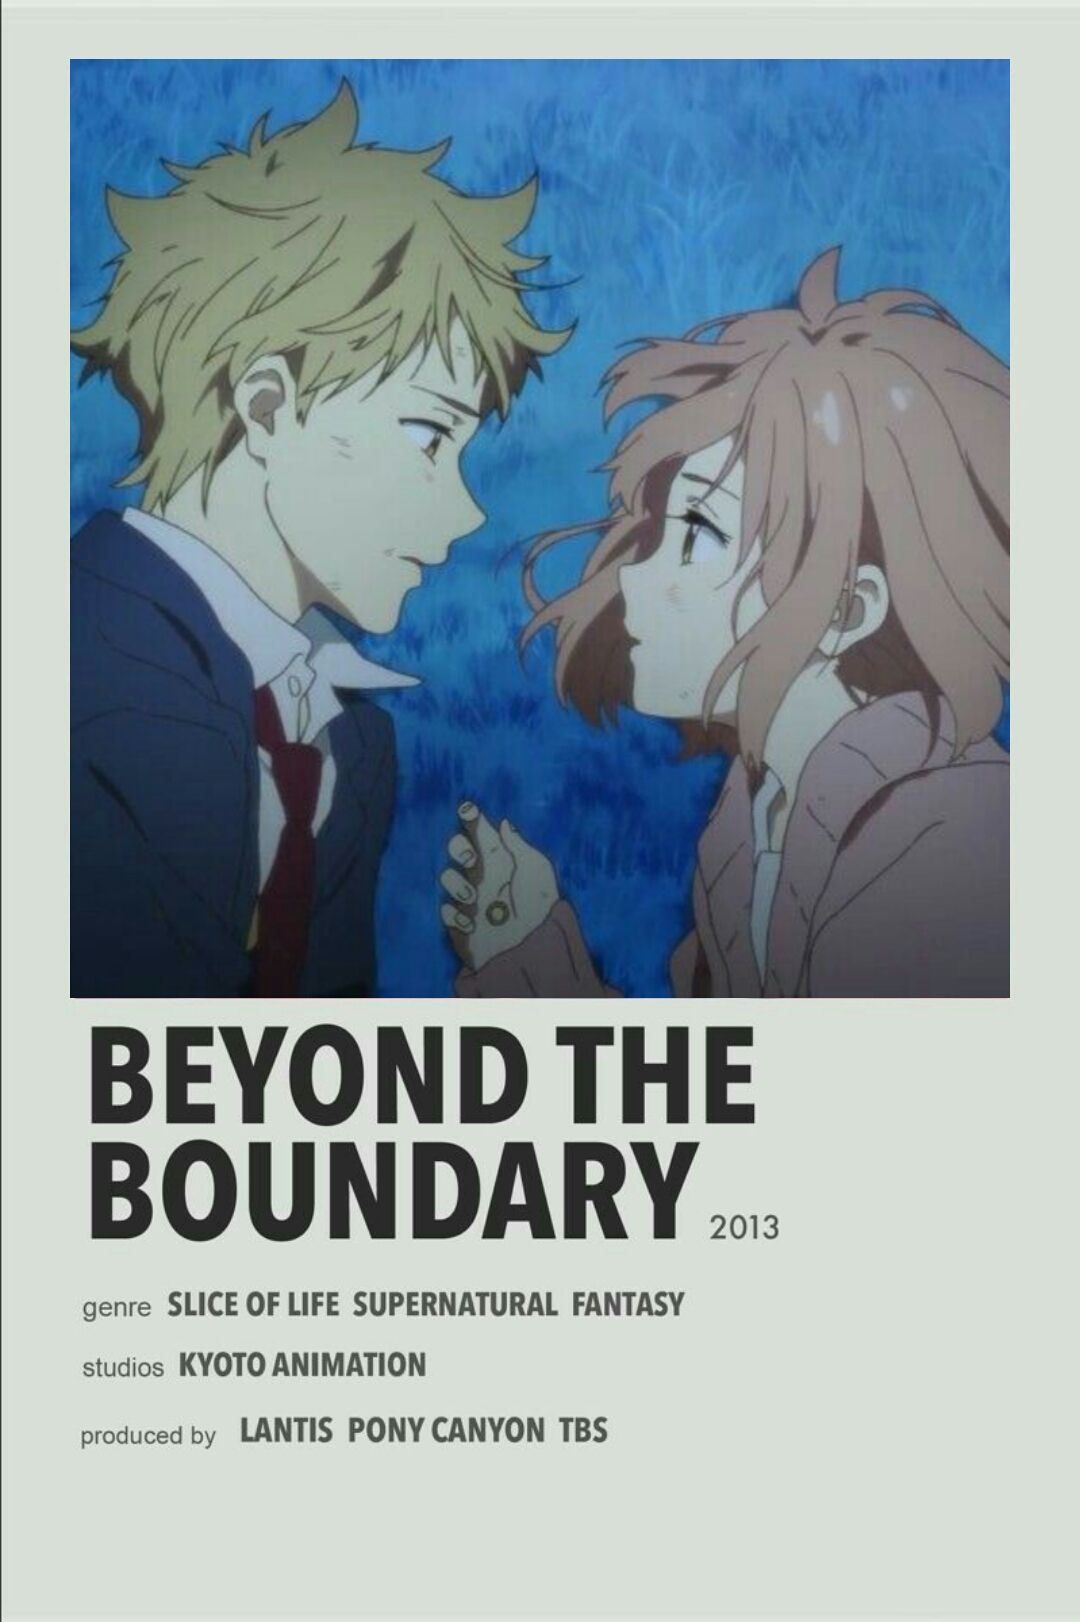 BEYOND THE
BOUNDARY 2013
genre SLICE OF LIFE SUPERNATURAL FANTASY
studios KYOTO ANIMATION
produced by LANTIS PONY CANYON TBS